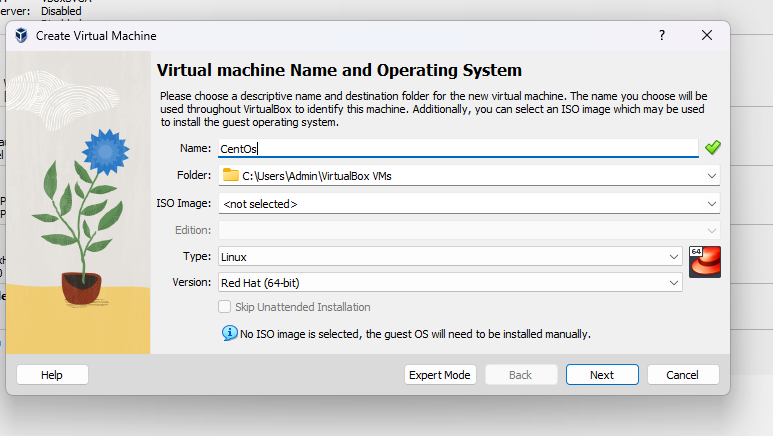 erver: Disabled
Create Virtual Machine
?
Virtual machine Name and Operating System
Please choose a descriptive name and destination folder for the new virtual machine. The name you choose will be
used throughout VirtualBox to identify this machine. Additionally, you can select an ISO image which may be used
to install the guest operating system.
Name: CentOs
Folder: C:\Users\Admin\VirtualBox VMs
ISO Image: <not selected>
Edition:
Type: Linux
64
Version: Red Hat (64-bit)
Skip Unattended Installation
No ISO image is selected, the guest OS will need to be installed manually.
Help
Expert Mode
Back
Next
Cancel